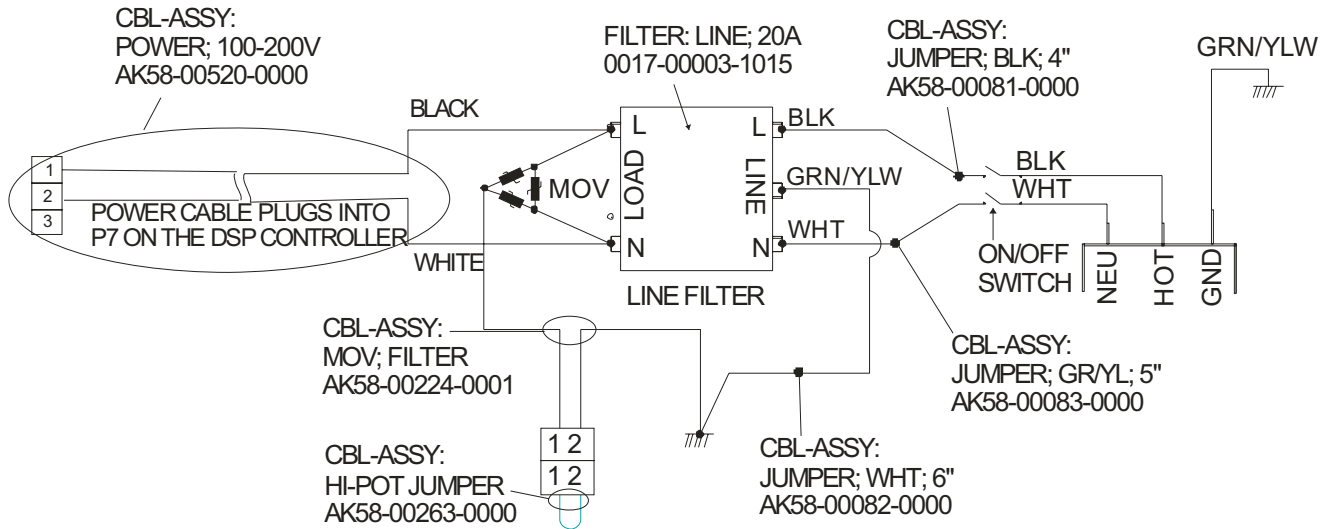 CBL-ASSY:
POWER; 100-200V
AK58-00520-0000
FILTER: LINE; 20A
0017-00003-1015
CBL-ASSY:
JUMPER; BLK; 4"
AK58-00081-0000
GRN/YLW
BLACK
L
LOAD
N
L
LINE
N
BLK
GRN/YLW
WHT
BLK
WHT
1
2
3
POWER CABLE PLUGS INTO
P7 ON THE DSP CONTROLLER
MOV
WHITE
LINE FILTER
ON/OFF
SWITCH
NEU
HOT
GND
CBL-ASSY:
MOV; FILTER
AK58-00224-0001
CBL-ASSY:
JUMPER; GR/YL; 5"
AK58-00083-0000
1 2
1 2
CBL-ASSY:
HI-POT JUMPER
AK58-00263-0000
CBL-ASSY:
JUMPER; WHT; 6"
AK58-00082-0000